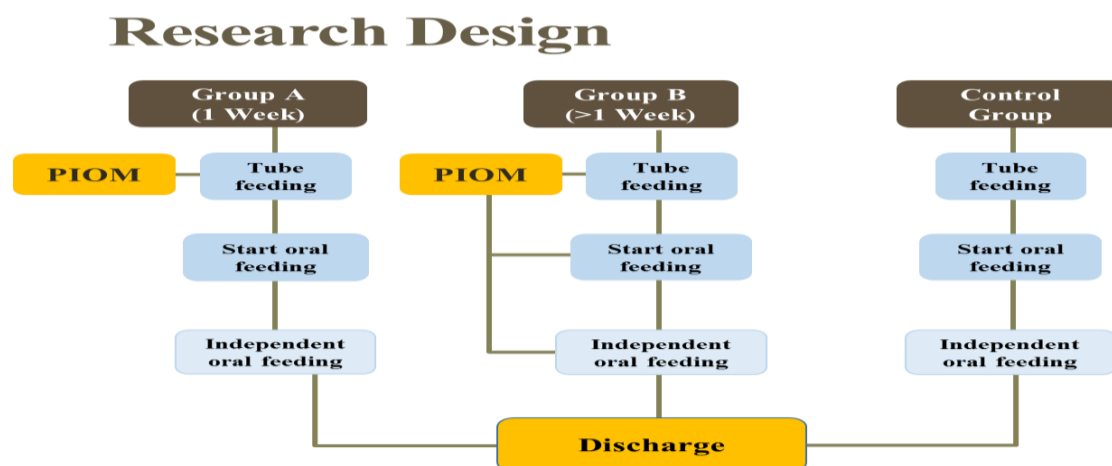 Research Design
Group A
(1 Week)
Group B
(>1 Week)
Control
Group
PIOM
Tube
feeding
PIOM
Tube
feeding
Tube
feeding
Start oral
feeding
Start oral
feeding
Start oral
feeding
Independent
oral feeding
Independent
oral feeding
Independent
oral feeding
Discharge